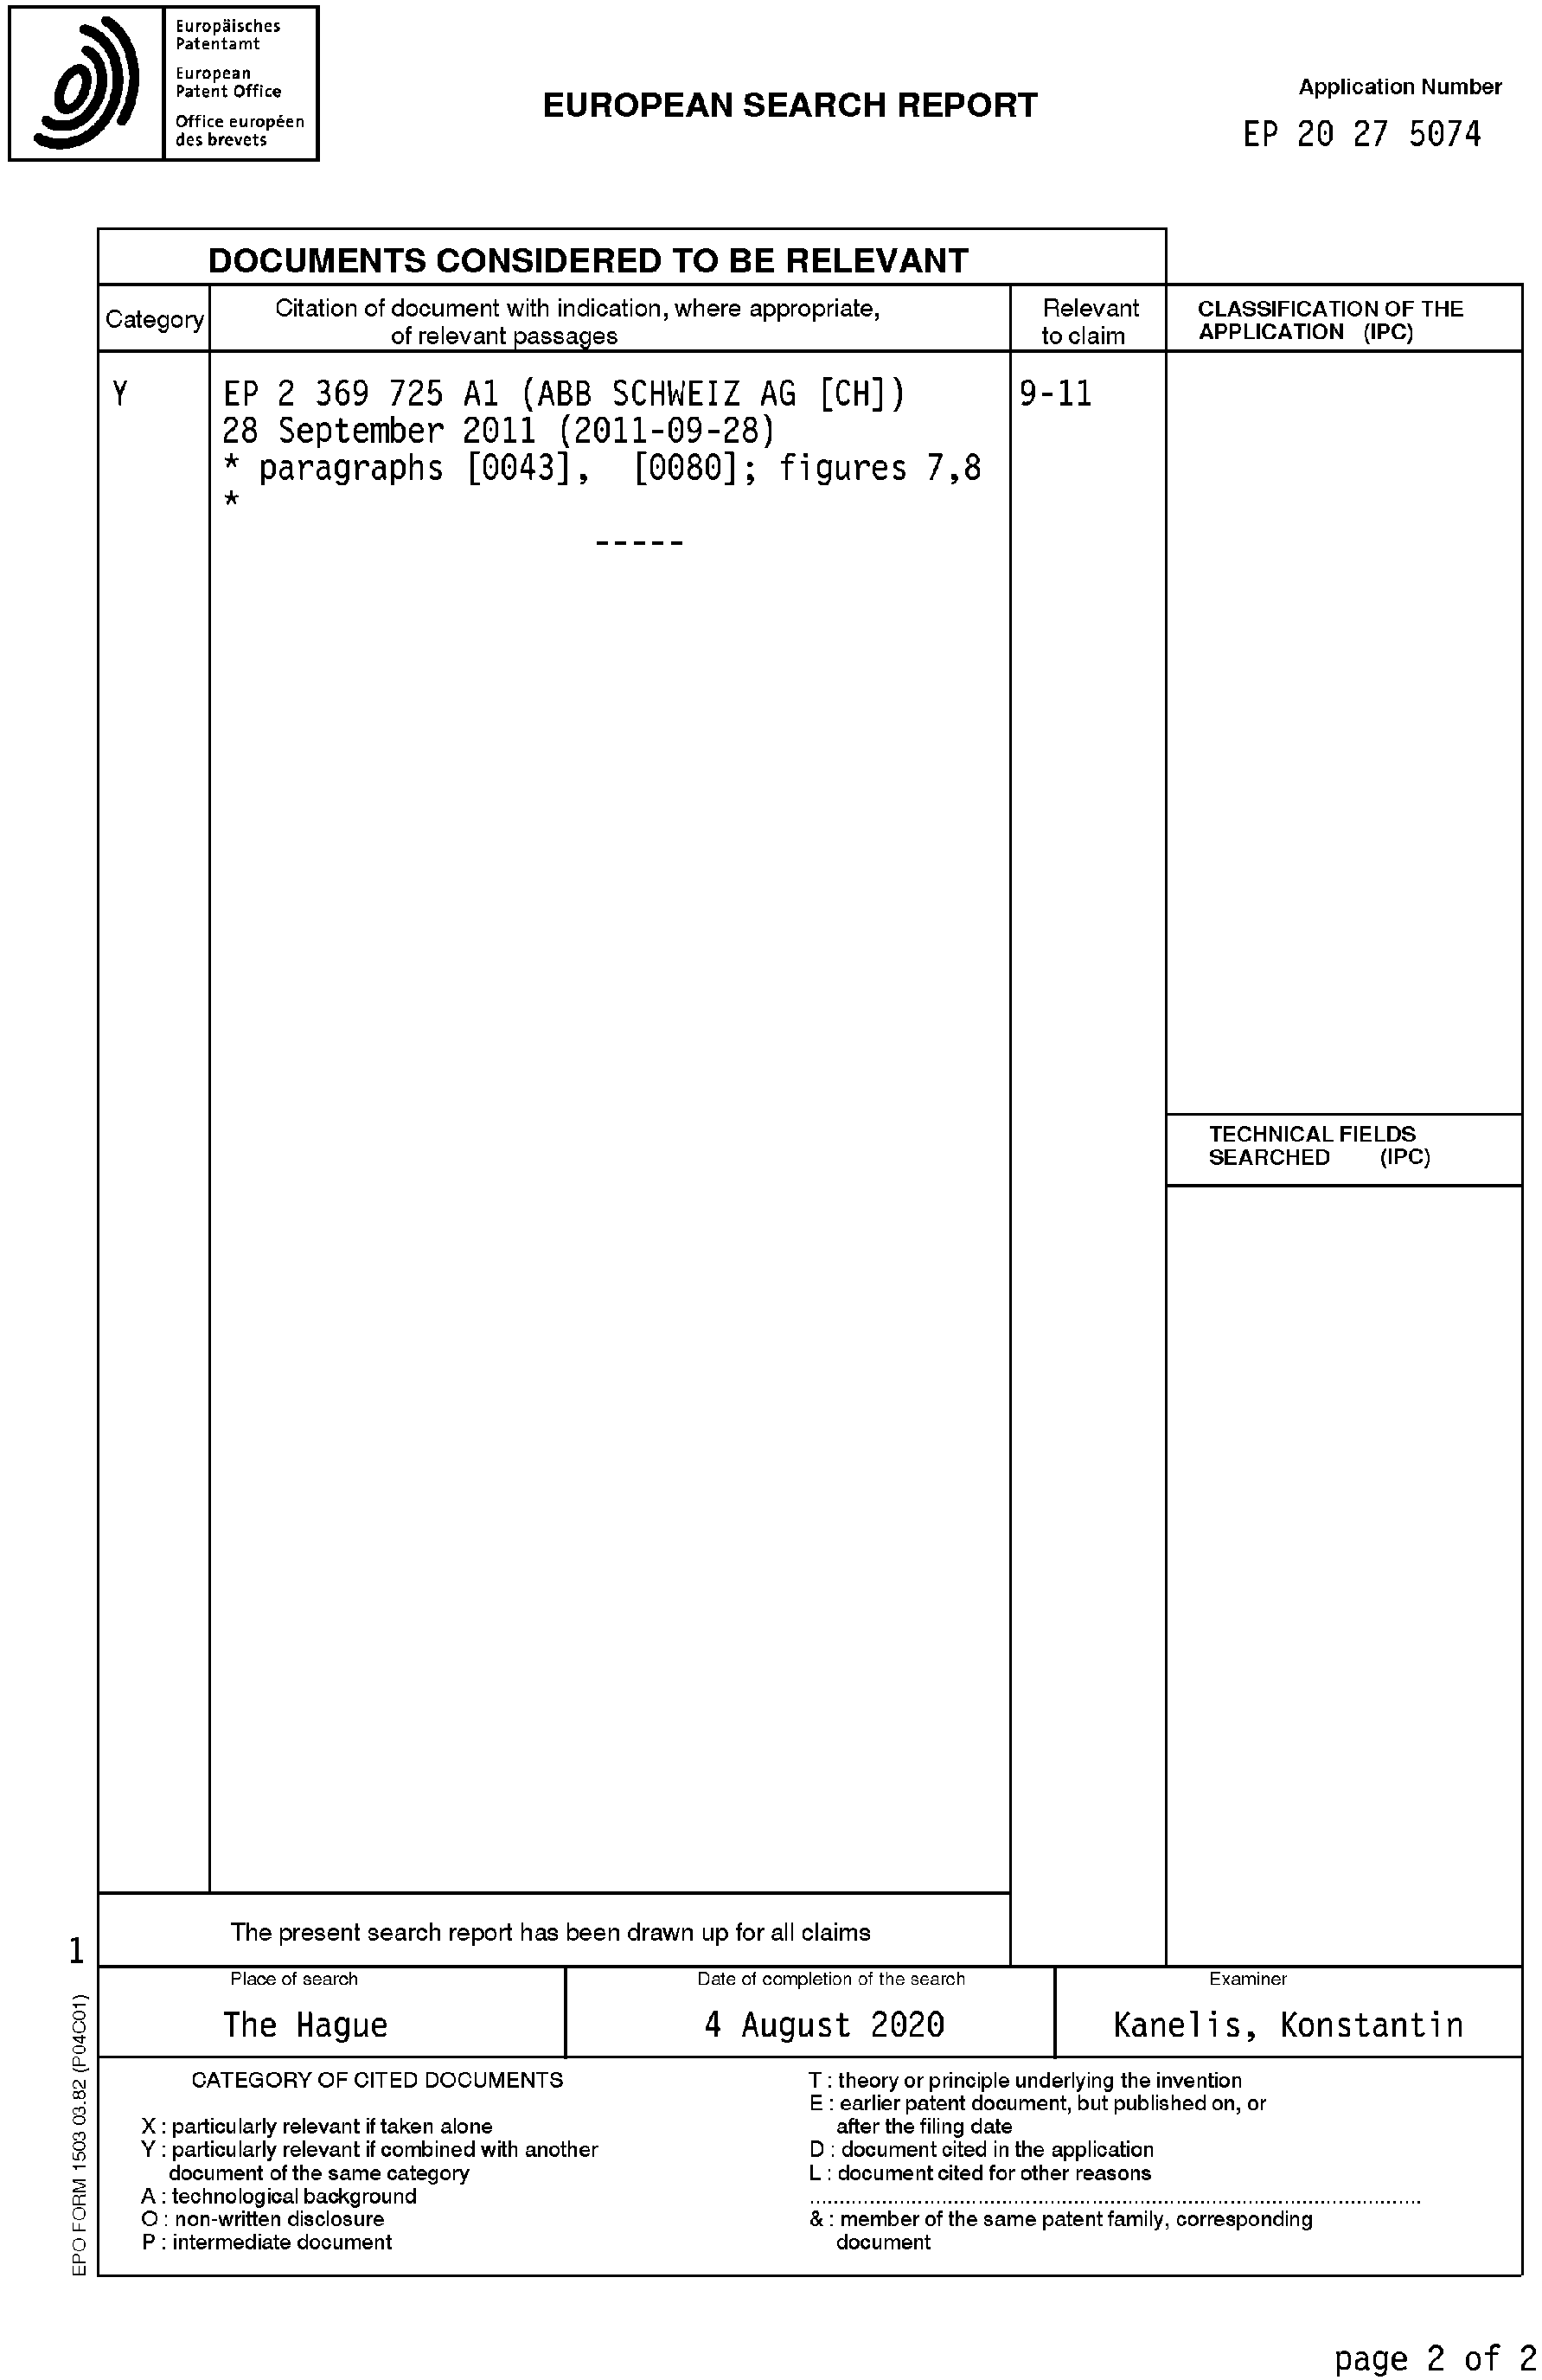 Europäisches
Patentamt
European
Patent Office
Office européen
des brevets
EUROPEAN SEARCH REPORT
Application Number
EP 20 27 5074
DOCUMENTS CONSIDERED TO BE RELEVANT
Category
Citation of document with indication, where appropriate,
of relevant passages
Relevant
to claim
CLASSIFICATION OF THE
APPLICATION (IPC)
Y
EP 2 369 725 A1 (ABB SCHWEIZ AG [CH])
28 September 2011 (2011-09-28)
* paragraphs [0043], [0080]; figures 7,8
*
-----
9-11
TECHNICAL FIELDS
SEARCHED (IPC)
The present search report has been drawn up for all claims
1
Place of search
The Hague
Date of completion of the search
4 August 2020
Examiner
Kanelis, Konstantin
CATEGORY OF CITED DOCUMENTS
X : particularly relevant if taken alone
Y : particularly relevant if combined with another
document of the same category
A : technological background
O : non-written disclosure
P : intermediate document
T : theory or principle underlying the invention
E : earlier patent document, but published on, or
after the filing date
D : document cited in the application
L : document cited for other reasons
& : member of the same patent family, corresponding
document
EPO FORM 1503 03.82 (P04C01)
page 2 of 2